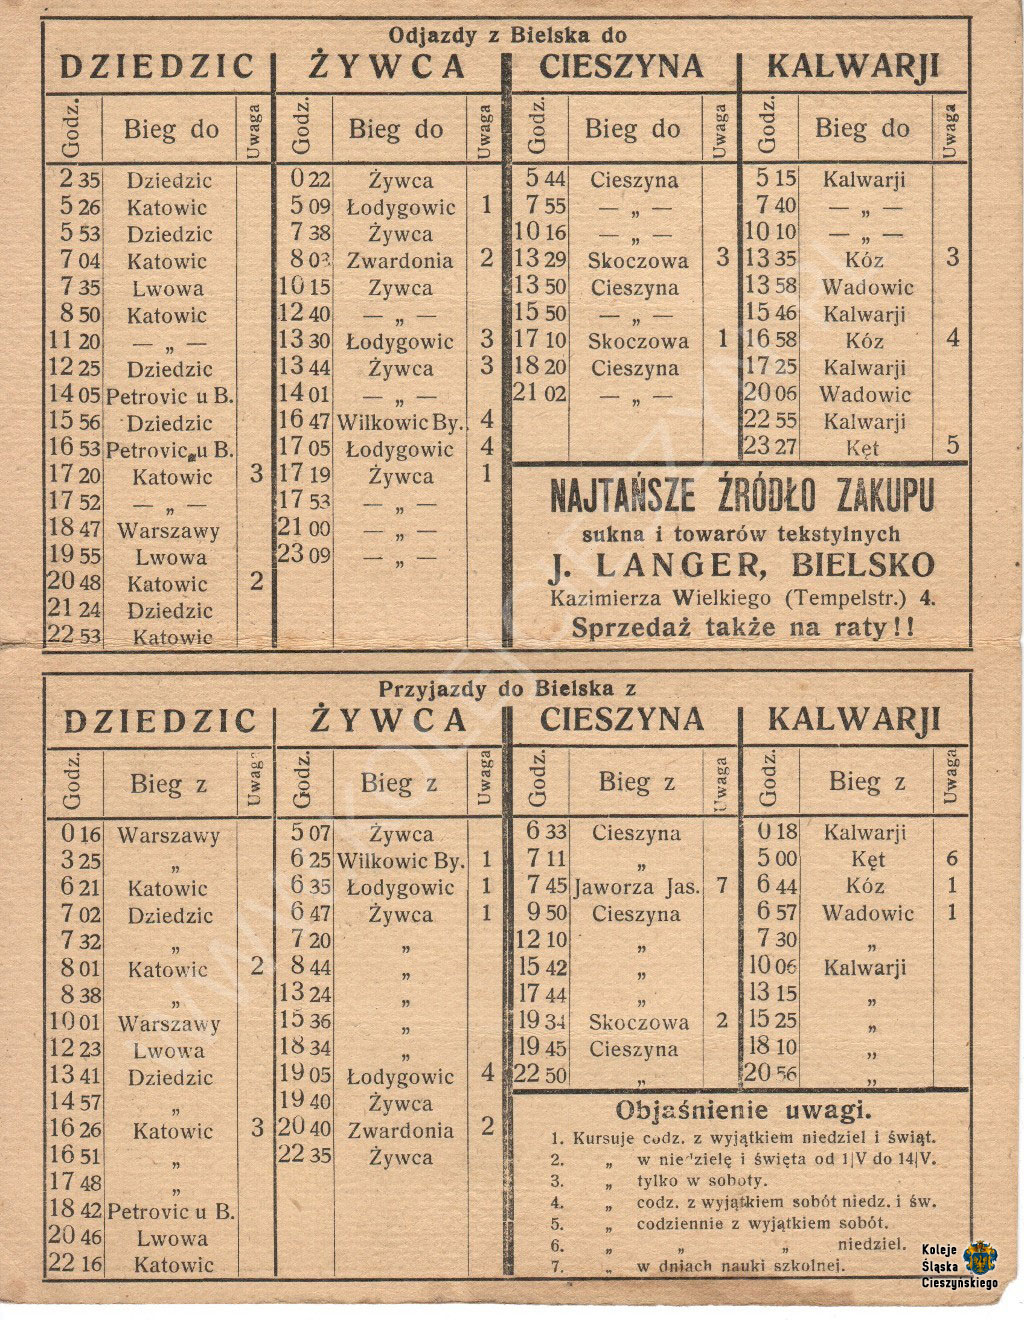 Odjazdy z Bielska do
DZIEDZIC ŻYWCA CIESZYNA KALWARJI
Godz. Bieg do Uwaga Godz. Bieg do Uwaga Godz. Bieg do Uwaga Godz. Bieg do Uwaga
2 35 Dziedzic 0 22 Żywca 5 44 Cieszyna 5 15 Kalwarji
5 26 Katowic 5 09 Łodygowic 1 7 55 — „ — 7 40 — „ —
5 53 Dziedzic 7 38 Żywca 10 16 — „ — 10 10 — „ —
7 04 Katowic 8 03 Zwardonia 2 13 29 Skoczowa 3 13 35 Kóz 3
7 35 Lwowa 10 15 Zywca 13 50 Cieszyna 13 58 Wadowic
8 50 Katowic 12 40 — „ — 15 50 — „ — 15 46 Kalwarji
11 20 — „ — 13 30 Łodygowic 3 17 10 Skoczowa 1 16 58 Kóz 4
12 25 Dziedzic 13 44 Żywca 3 18 20 Cieszyna 17 25 Kalwarji
14 05 Petrovic u B. 14 01 — „ — 21 02 — „ — 20 06 Wadowic
15 56 Dziedzic 16 47 Wilkowic By. 4 22 55 Kalwarji
16 53 Petrovic u B. 17 05 Łodygowic 4 23 27 Kęt 5
17 20 Katowic 3 17 19 Żywca 1
17 52 — „ — 17 53 — „ —
18 47 Warszawy 21 00 — „ —
19 55 Lwowa 23 09 — „
20 48 Katowic 2
21 24 Dziedzic
22 53 Katowic
NAJTAŃSZE ŹRÓDŁO ZAKUPU
sukna i towarów tekstylnych
J. LANGER, BIELSKO
Kazimierza Wielkiego (Tempelstr.) 4.
Sprzedaż także na raty!!
Przyjazdy do Bielska z
DZIEDZIC ŻYWCA CIESZYNA KALWARJI
Godz. Bieg z Uwaga Godz. Bieg z Uwaga Godz. Bieg z Uwaga Godz. Bieg z Uwaga
0 16 Warszawy 5 07 Żywca 6 33 Cieszyna 0 18 Kalwarji
3 25 „ 6 25 Wilkowic By. 1 7 11 „ 5 00 Kęt 6
6 21 Katowic 6 35 Łodygowic 1 7 45 Jaworza Jas. 7 6 44 Kóz 1
7 02 Dziedzic 6 47 Żywca 1 9 50 Cieszyna 6 57 Wadowic 1
7 32 „ 7 20 „ 12 10 „ 7 30 „
8 01 Katowic 2 8 44 „ 15 42 „ 10 06 Kalwarji
8 38 „ 13 24 „ 17 44 „ 13 15 „
10 01 Warszawy 15 36 „ 19 34 Skoczowa 2 15 25 „
12 23 Lwowa 18 34 „ 19 45 Cieszyna 18 10 „
13 41 Dziedzic 19 05 Łodygowic 4 22 50 „ 20 56 „
14 57 „ 19 40 Żywca
16 26 Katowic 3 20 40 Zwardonia 2
16 51 „ 22 35 Żywca
17 48 „
18 42 Petrovic u B.
20 46 Lwowa
22 16 Katowic
Objaśnienie uwagi.
1. Kursuje codz. z wyjątkiem niedziel i świąt.
2. „ w niedzielę i święta od 1|V do 14|V.
3. „ tylko w soboty.
4. „ codz. z wyjątkiem sobót niedz. i św.
5. „ codziennie z wyjątkiem sobót.
6. „ „ „ niedziel.
7. „ w dniach nauki szkolnej.
Koleje
Śląska
Cieszyńskiego